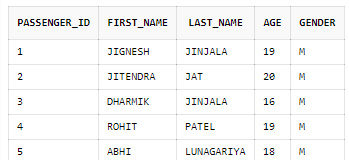 PASSENGER_ID FIRST_NAME LAST_NAME AGE GENDER
1 JIGNESH JINJALA 19 M
2 JITENDRA JAT 20 M
3 DHARMIK JINJALA 16 M
4 ROHIT PATEL 19 M
5 ABHI LUNAGARIYA 18 M